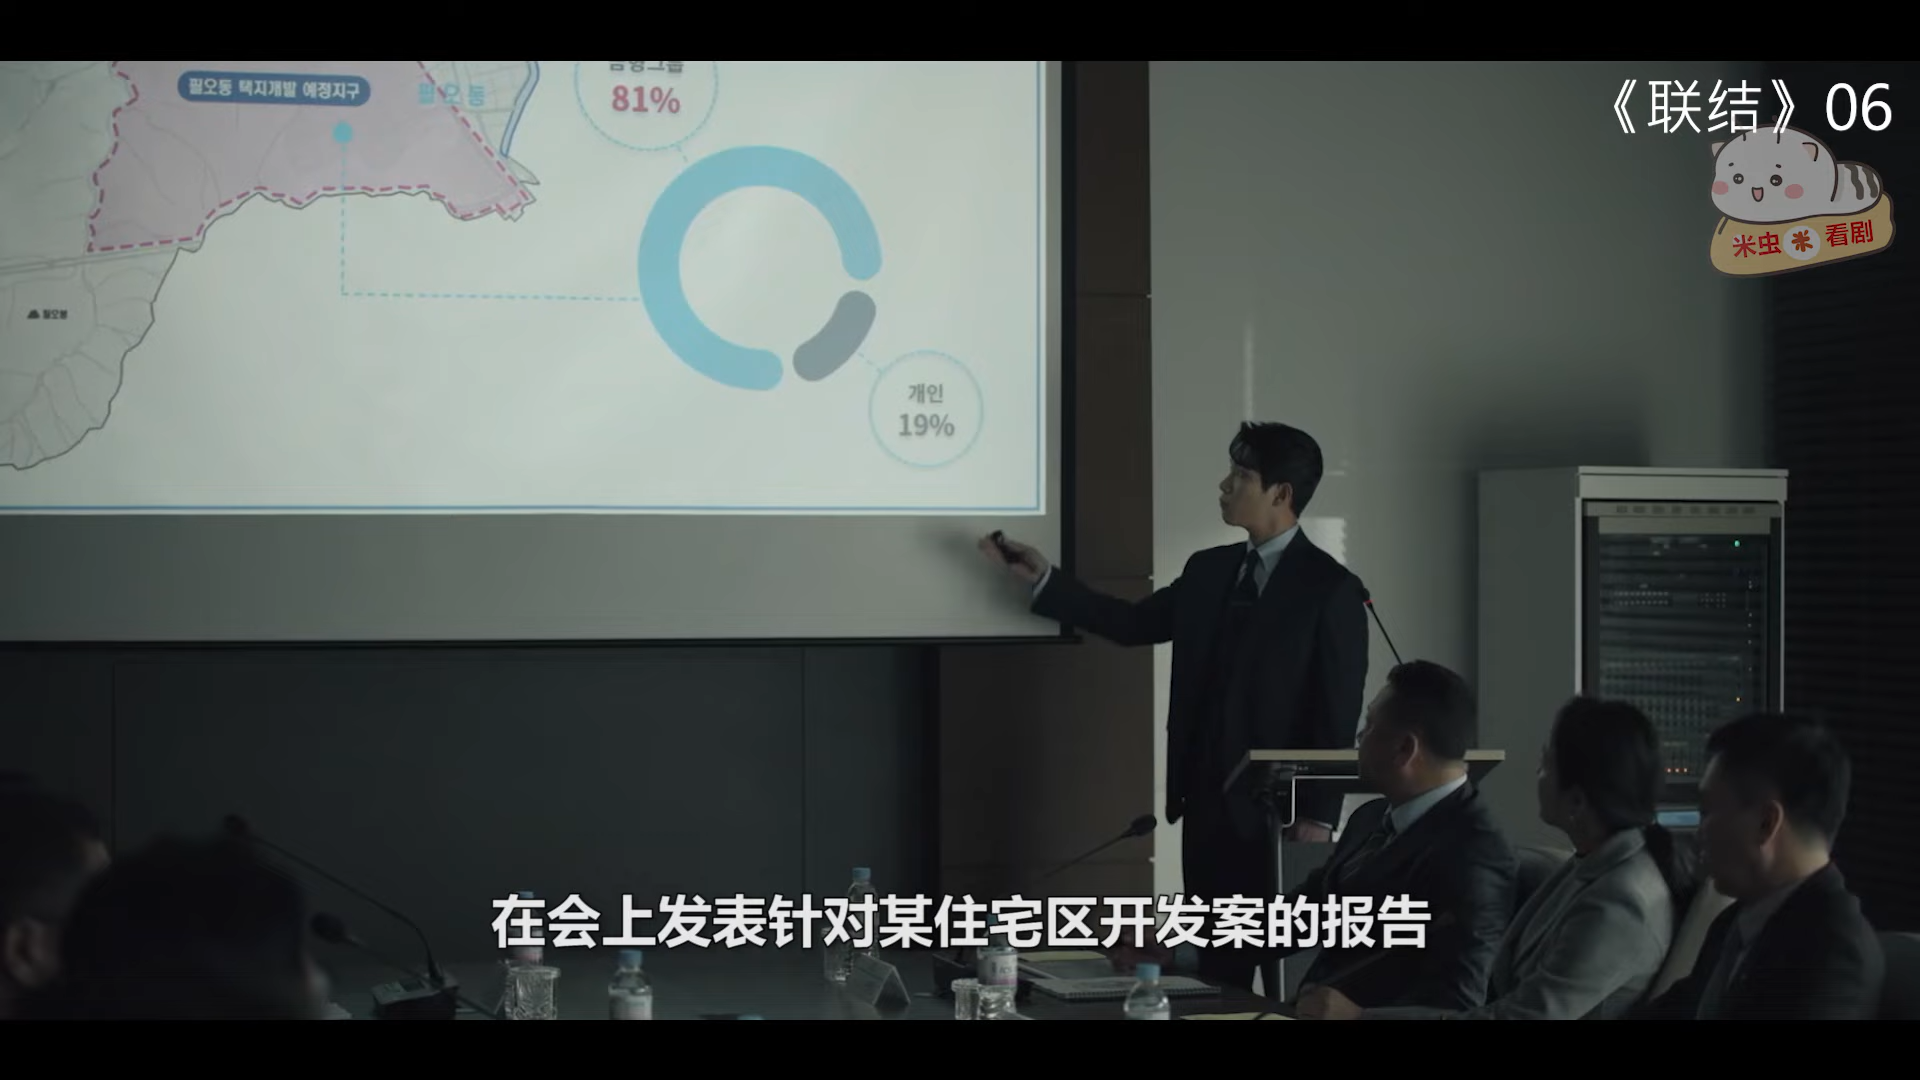 81%
필오동 택지개발 예정지구
필오동
《联结》06
米虫米看剧
필오봉
개인
19%
在会上发表针对某住宅区开发案的报告